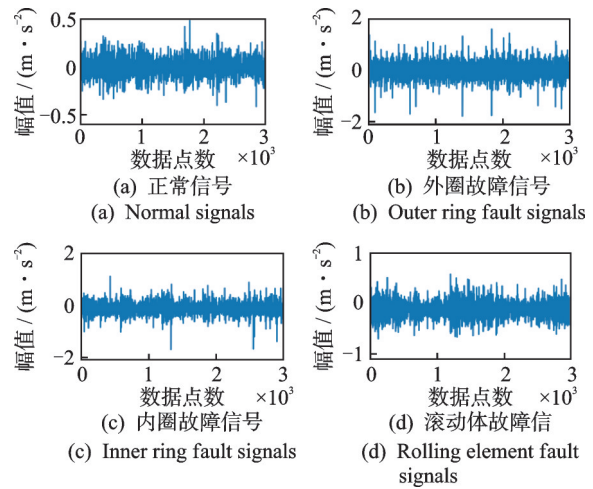 0.5
0
−0.5
幅值 / (m·s⁻²)
0 1 2 3
数据点数 ×10³
(a) 正常信号
(a) Normal signals
2
0
−2
幅值 / (m·s⁻²)
0 1 2 3
数据点数 ×10³
(b) 外圈故障信号
(b) Outer ring fault signals
2
0
−2
幅值 / (m·s⁻²)
0 1 2 3
数据点数 ×10³
(c) 内圈故障信号
(c) Inner ring fault signals
1
0
−1
幅值 / (m·s⁻²)
0 1 2 3
数据点数 ×10³
(d) 滚动体故障信
(d) Rolling element fault
signals